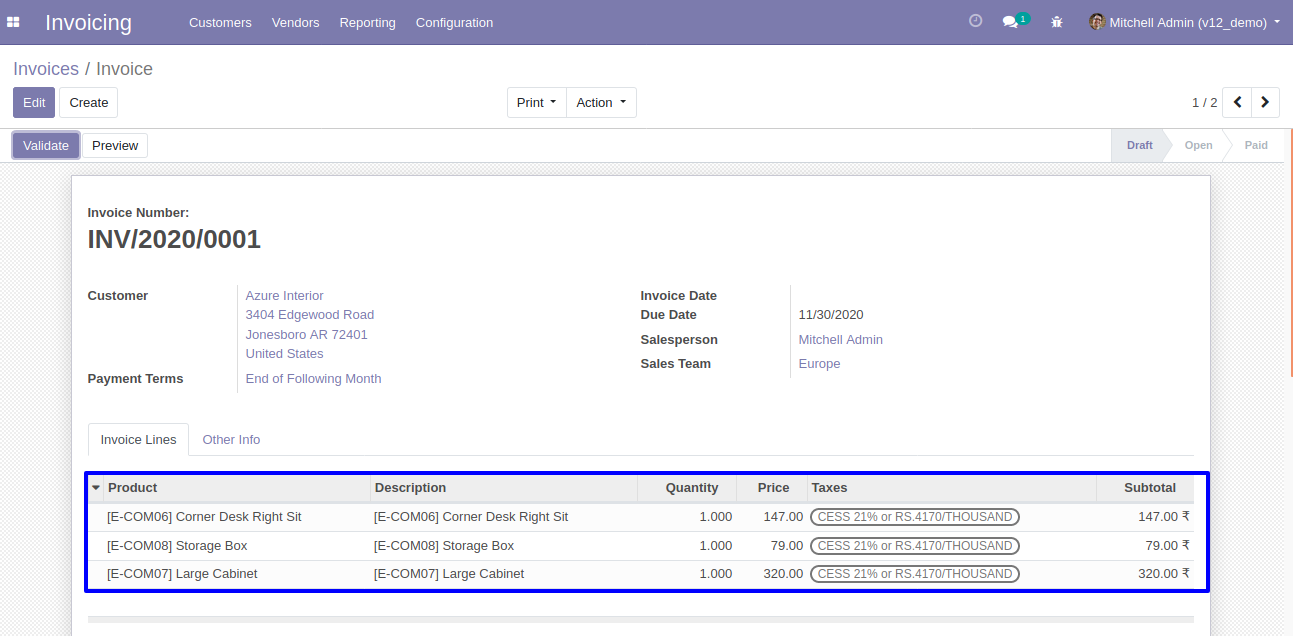 Invoicing Customers Vendors Reporting Configuration 1 Mitchell Admin (v12_demo)
Invoices / Invoice
Edit Create Print Action 1 / 2
Validate Preview Draft Open Paid
Invoice Number:
INV/2020/0001
Customer Azure Interior Invoice Date
3404 Edgewood Road Due Date 11/30/2020
Jonesboro AR 72401 Salesperson Mitchell Admin
United States Sales Team Europe
Payment Terms End of Following Month
Invoice Lines Other Info
Product Description Quantity Price Taxes Subtotal
[E-COM06] Corner Desk Right Sit [E-COM06] Corner Desk Right Sit 1.000 147.00 CESS 21% or RS.4170/THOUSAND 147.00 ₹
[E-COM08] Storage Box [E-COM08] Storage Box 1.000 79.00 CESS 21% or RS.4170/THOUSAND 79.00 ₹
[E-COM07] Large Cabinet [E-COM07] Large Cabinet 1.000 320.00 CESS 21% or RS.4170/THOUSAND 320.00 ₹